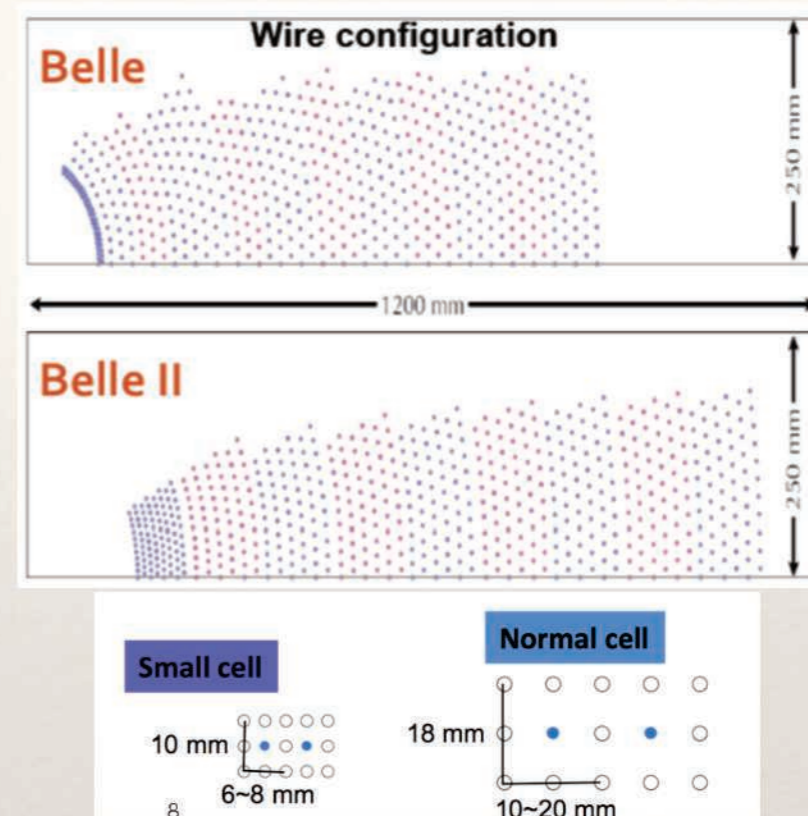 Wire configuration
Belle
250 mm
1200 mm
Belle II
250 mm
Small cell
Normal cell
10 mm
18 mm
6~8 mm
10~20 mm
8